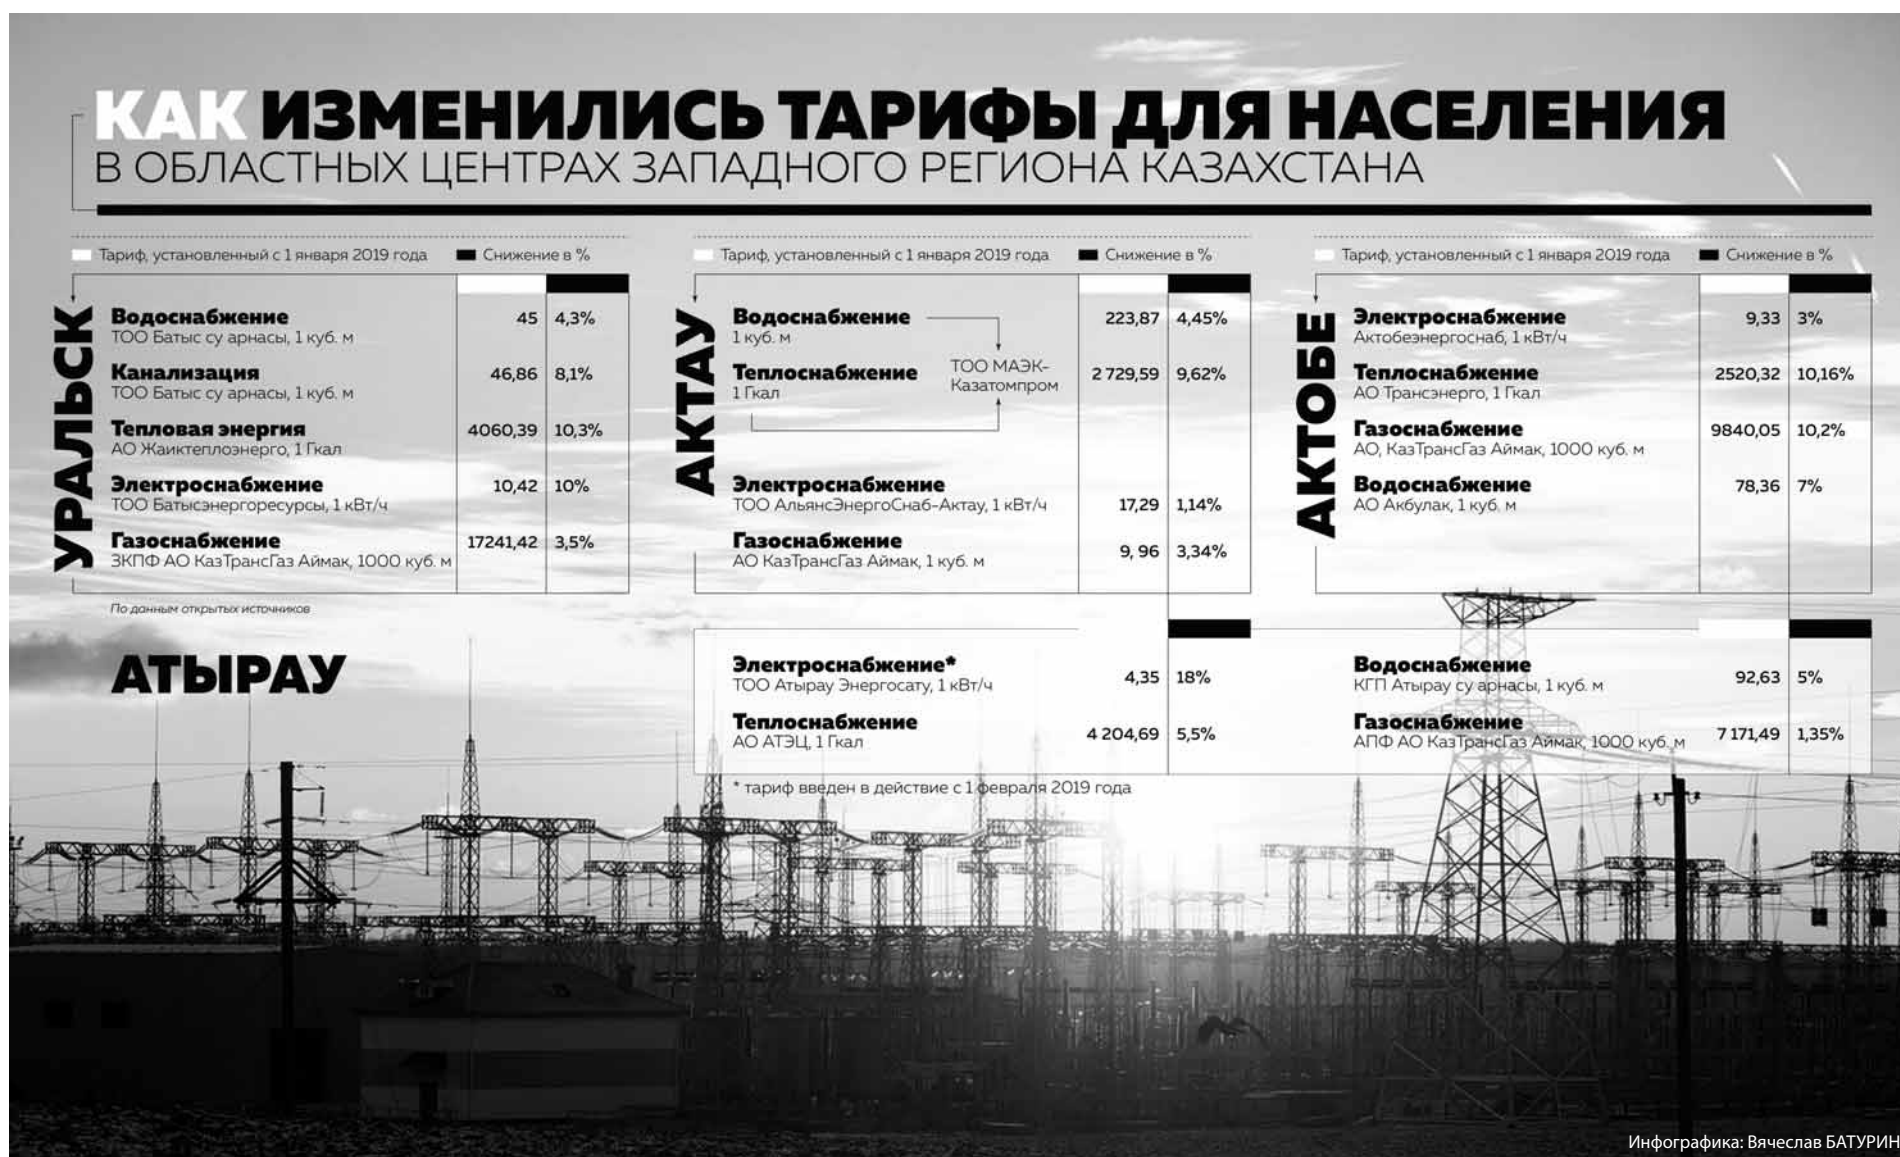 КАК ИЗМЕНИЛИСЬ ТАРИФЫ ДЛЯ НАСЕЛЕНИЯ
В ОБЛАСТНЫХ ЦЕНТРАХ ЗАПАДНОГО РЕГИОНА КАЗАХСТАНА
Тариф, установленный с 1 января 2019 года Снижение в %
УРАЛЬСК
Водоснабжение 45 4,3%
ТОО Батыс су арнасы, 1 куб. м
Канализация 46,86 8,1%
ТОО Батыс су арнасы, 1 куб. м
Тепловая энергия 4060,39 10,3%
АО Жаиктеплоэнерго, 1 Гкал
Электроснабжение 10,42 10%
ТОО Батысэнергоресурсы, 1 кВт/ч
Газоснабжение 17241,42 3,5%
ЗКПФ АО КазТрансГаз Аймак, 1000 куб. м
По данным открытых источников
Тариф, установленный с 1 января 2019 года Снижение в %
АКТАУ
Водоснабжение 223,87 4,45%
1 куб. м
ТОО МАЭК-
Казатомпром
Теплоснабжение 2 729,59 9,62%
1 Гкал
Электроснабжение
ТОО АльянсЭнергоСнаб-Актау, 1 кВт/ч 17,29 1,14%
Газоснабжение 9, 96 3,34%
АО КазТрансГаз Аймак, 1 куб. м
Тариф, установленный с 1 января 2019 года Снижение в %
АКТОБЕ
Электроснабжение 9,33 3%
Актобеэнергоснаб, 1 кВт/ч
Теплоснабжение 2520,32 10,16%
АО Трансэнерго, 1 Гкал
Газоснабжение 9840,05 10,2%
АО, КазТрансГаз Аймак, 1000 куб. м
Водоснабжение 78,36 7%
АО Акбулак, 1 куб. м
АТЫРАУ
Электроснабжение* 4,35 18%
ТОО Атырау Энергосату, 1 кВт/ч
Теплоснабжение 4 204,69 5,5%
АО АТЭЦ, 1 Гкал
Водоснабжение 92,63 5%
КГП Атырау су арнасы, 1 куб. м
Газоснабжение 7 171,49 1,35%
АПФ АО КазТрансГаз Аймак, 1000 куб. м
* тариф введен в действие с 1 февраля 2019 года
Инфографика: Вячеслав БАТУРИН